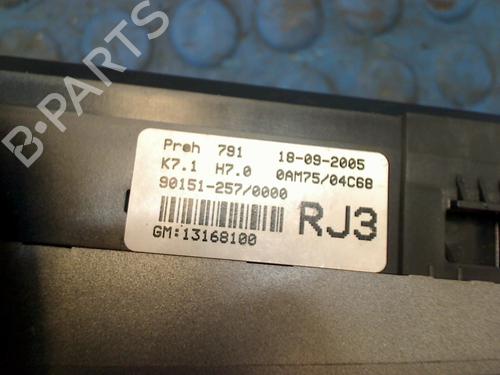 B-PARTS
Preh 791 18-09-2005
K7.1 H7.0 0AM75/04C68
90151-257/0000
RJ3
GM:13168100